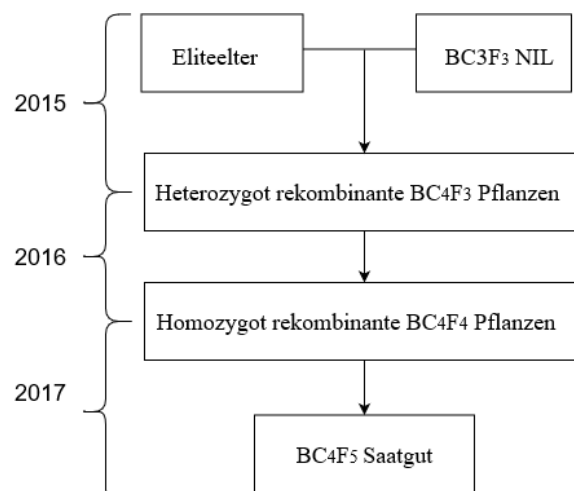 Eliteelter
BC3F3 NIL
2015
Heterozygot rekombinante BC4F3 Pflanzen
2016
Homozygot rekombinante BC4F4 Pflanzen
2017
BC4F5 Saatgut